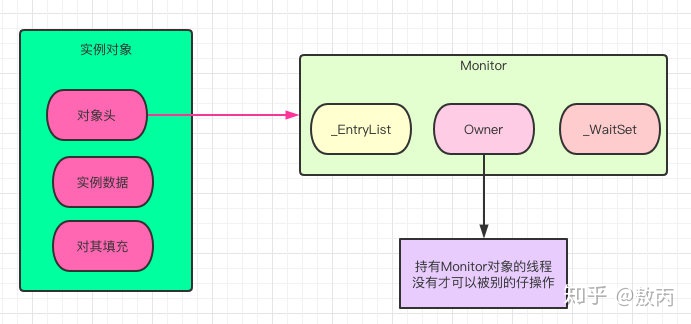 实例对象
对象头
实例数据
对其填充
Monitor
_EntryList
Owner
_WaitSet
持有Monitor对象的线程
没有才可以被别的仔操作
知乎 @敖丙